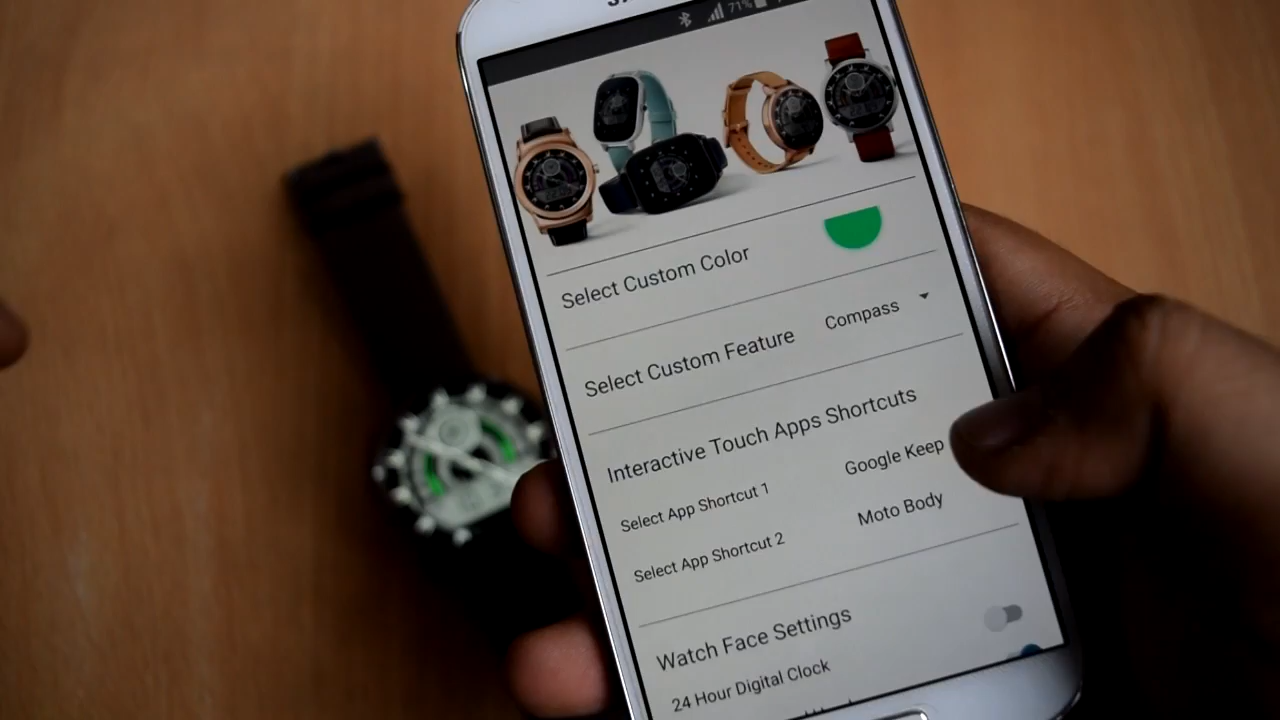 71%
Select Custom Color
Select Custom Feature Compass
Interactive Touch Apps Shortcuts
Select App Shortcut 1 Google Keep
Select App Shortcut 2 Moto Body
Watch Face Settings
24 Hour Digital Clock